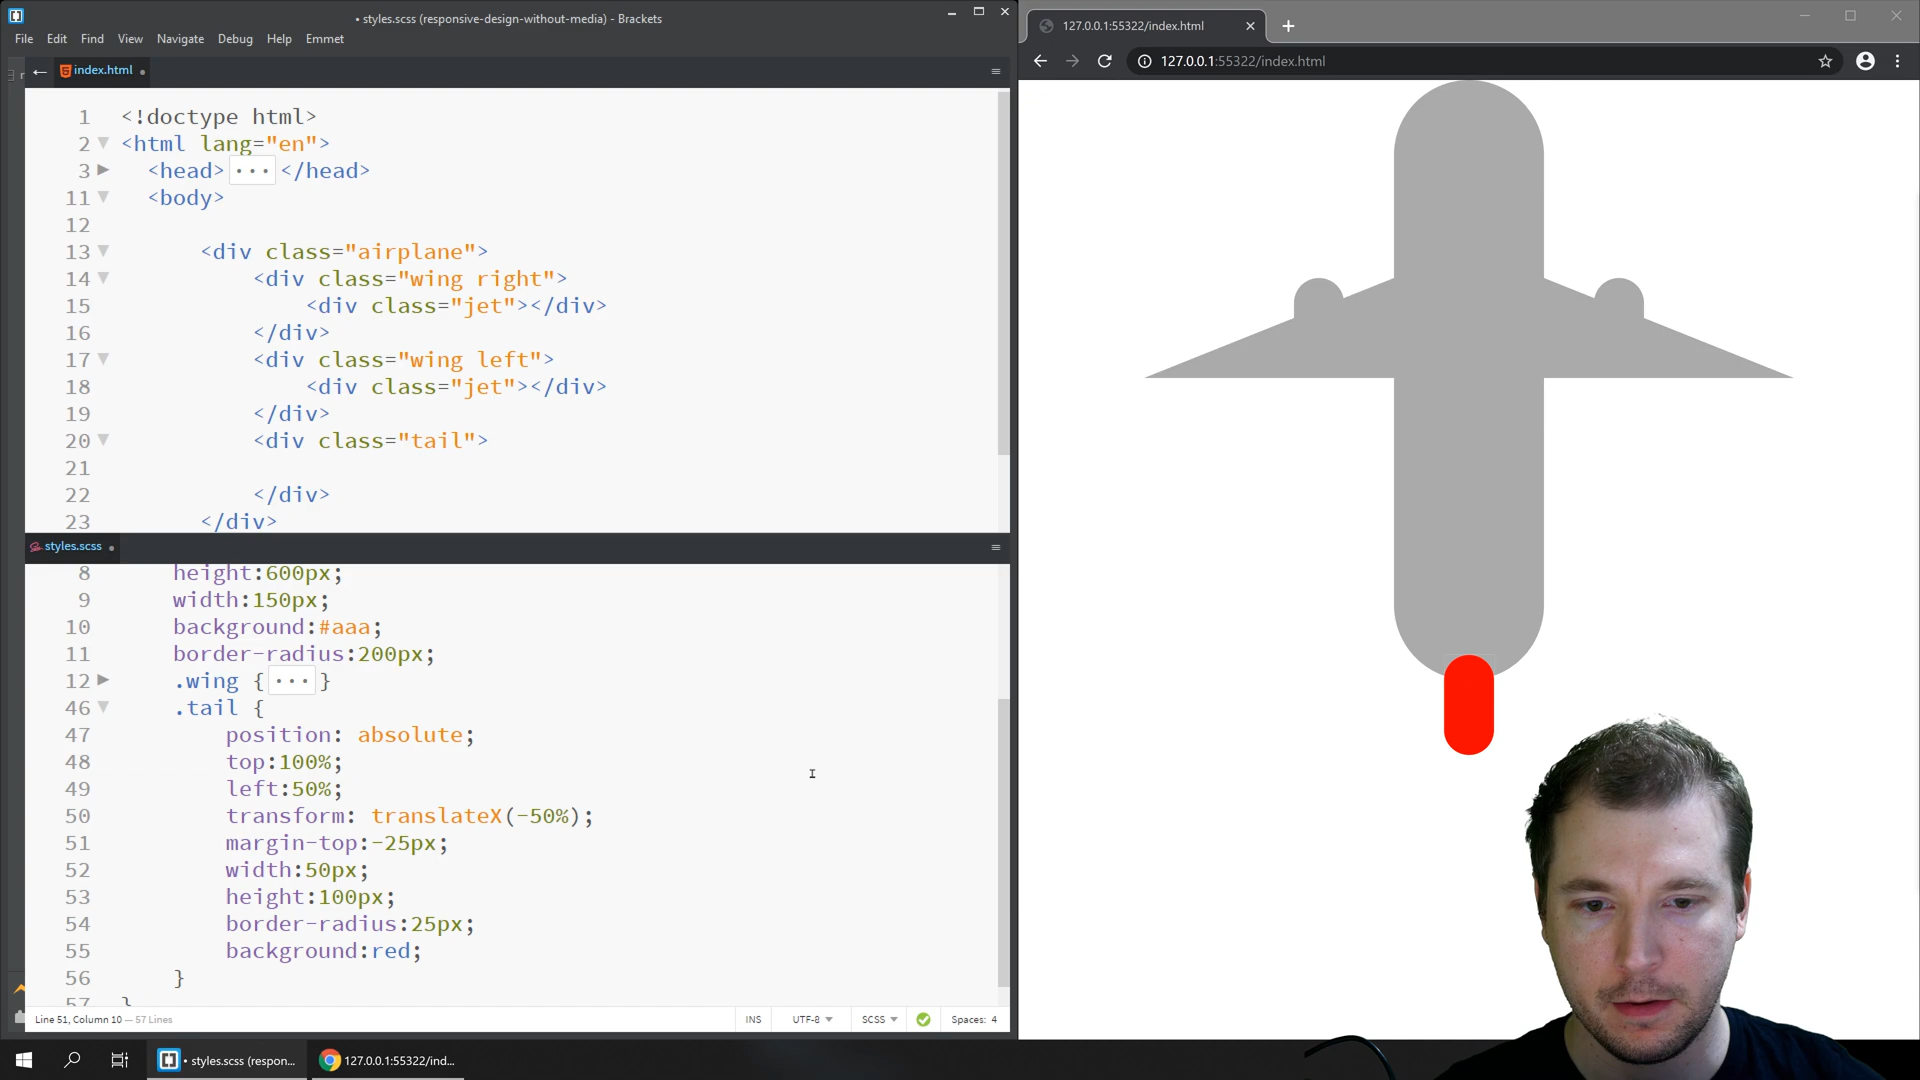 • styles.scss (responsive-design-without-media) - Brackets
File Edit Find View Navigate Debug Help Emmet
index.html •
1 <!doctype html>
2 <html lang="en">
3 <head> ••• </head>
11 <body>
12
13 <div class="airplane">
14 <div class="wing right">
15 <div class="jet"></div>
16 </div>
17 <div class="wing left">
18 <div class="jet"></div>
19 </div>
20 <div class="tail">
21
22 </div>
23 </div>
styles.scss •
8 height:600px;
9 width:150px;
10 background:#aaa;
11 border-radius:200px;
12 .wing { ••• }
46 .tail {
47 position: absolute;
48 top:100%;
49 left:50%;
50 transform: translateX(-50%);
51 margin-top:-25px;
52 width:50px;
53 height:100px;
54 border-radius:25px;
55 background:red;
56 }
57 }
Line 51, Column 10 — 57 Lines
INS UTF-8 SCSS Spaces: 4
• styles.scss (respon...
127.0.0.1:55322/ind...
127.0.0.1:55322/index.html
127.0.0.1:55322/index.html